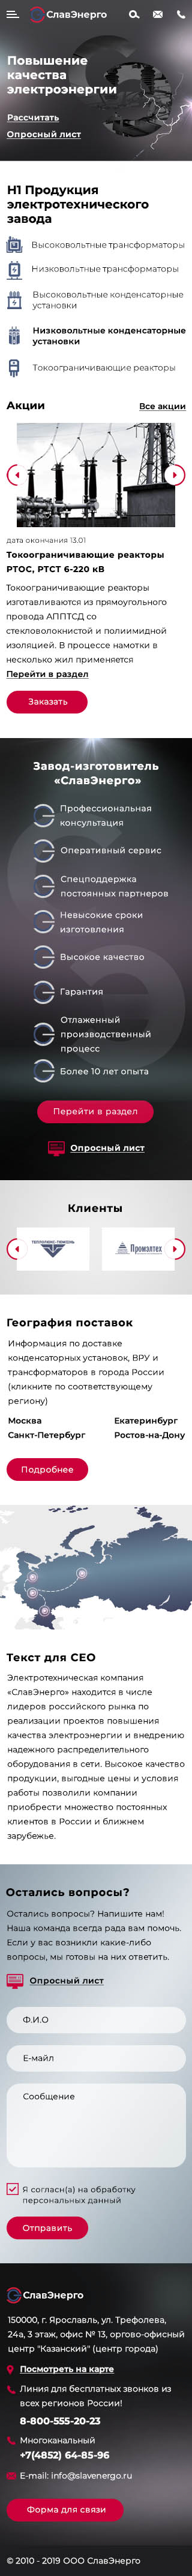 СлавЭнерго
Повышение
качества
электроэнергии
Рассчитать
Опросный лист
H1 Продукция
электротехнического
завода
Высоковольтные трансформаторы
Низковольтные трансформаторы
Высоковольтные конденсаторные
установки
Низковольтные конденсаторные
установки
Токоограничивающие реакторы
Акции
Все акции
дата окончания 13.01
Токоограничивающие реакторы
РТОС, РТСТ 6-220 кВ
Токоограничивающие реакторы
изготавливаются из прямоугольного
провода АППТСД со
стекловолокнистой и полиимидной
изоляцией. В процессе намотки в
несколько жил применяется
Перейти в раздел
Заказать
Завод-изготовитель
«СлавЭнерго»
Профессиональная
консультация
Оперативный сервис
Спецподдержка
постоянных партнеров
Невысокие сроки
изготовления
Высокое качество
Гарантия
Отлаженный
производственный
процесс
Более 10 лет опыта
Перейти в раздел
Опросный лист
Клиенты
ТЕПЛОЛЮКС-ТЮМЕНЬ
Промэлтех
География поставок
Информация по доставке
конденсаторных установок, ВРУ и
трансформаторов в города России
(кликните по соответствующему
региону)
Москва
Екатеринбург
Санкт-Петербург
Ростов-на-Дону
Подробнее
Текст для СЕО
Электротехническая компания
«СлавЭнерго» находится в числе
лидеров российского рынка по
реализации проектов повышения
качества электроэнергии и внедрению
надежного распределительного
оборудования в сети. Высокое качество
продукции, выгодные цены и условия
работы позволили компании
приобрести множество постоянных
клиентов в России и ближнем
зарубежье.
Остались вопросы?
Остались вопросы? Напишите нам!
Наша команда всегда рада вам помочь.
Если у вас возникли какие-либо
вопросы, мы готовы на них ответить.
Опросный лист
Ф.И.О
Е-майл
Сообщение
Я согласн(а) на обработку
персональных данный
Отправить
СлавЭнерго
150000, г. Ярославль, ул. Трефолева,
24а, 3 этаж, офис № 13, оргово-офисный
центр "Казанский" (центр города)
Посмотреть на карте
Линия для бесплатных звонков из
всех регионов России!
8-800-555-20-23
Многоканальный
+7(4852) 64-85-96
E-mail: info@slavenergo.ru
Форма для связи
© 2010 - 2019 ООО СлавЭнерго